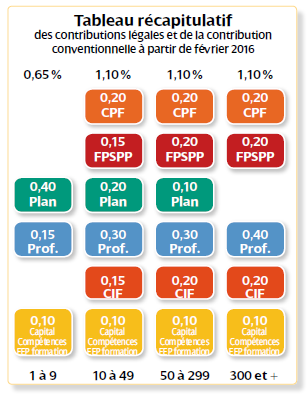 Tableau récapitulatif
des contributions légales et de la contribution
conventionnelle à partir de février 2016
0,65 % 1,10 % 1,10 % 1,10 %
0,20 0,20 0,20
CPF CPF CPF
0,15 0,20 0,20
FPSPP FPSPP FPSPP
0,40 0,20 0,10
Plan Plan Plan
0,15 0,30 0,30 0,40
Prof. Prof. Prof. Prof.
0,15 0,20 0,20
CIF CIF CIF
0,10 0,10 0,10 0,10
Capital Capital Capital Capital
Compétences Compétences Compétences Compétences
EFP formation EFP formation EFP formation EFP formation
1 à 9 10 à 49 50 à 299 300 et +